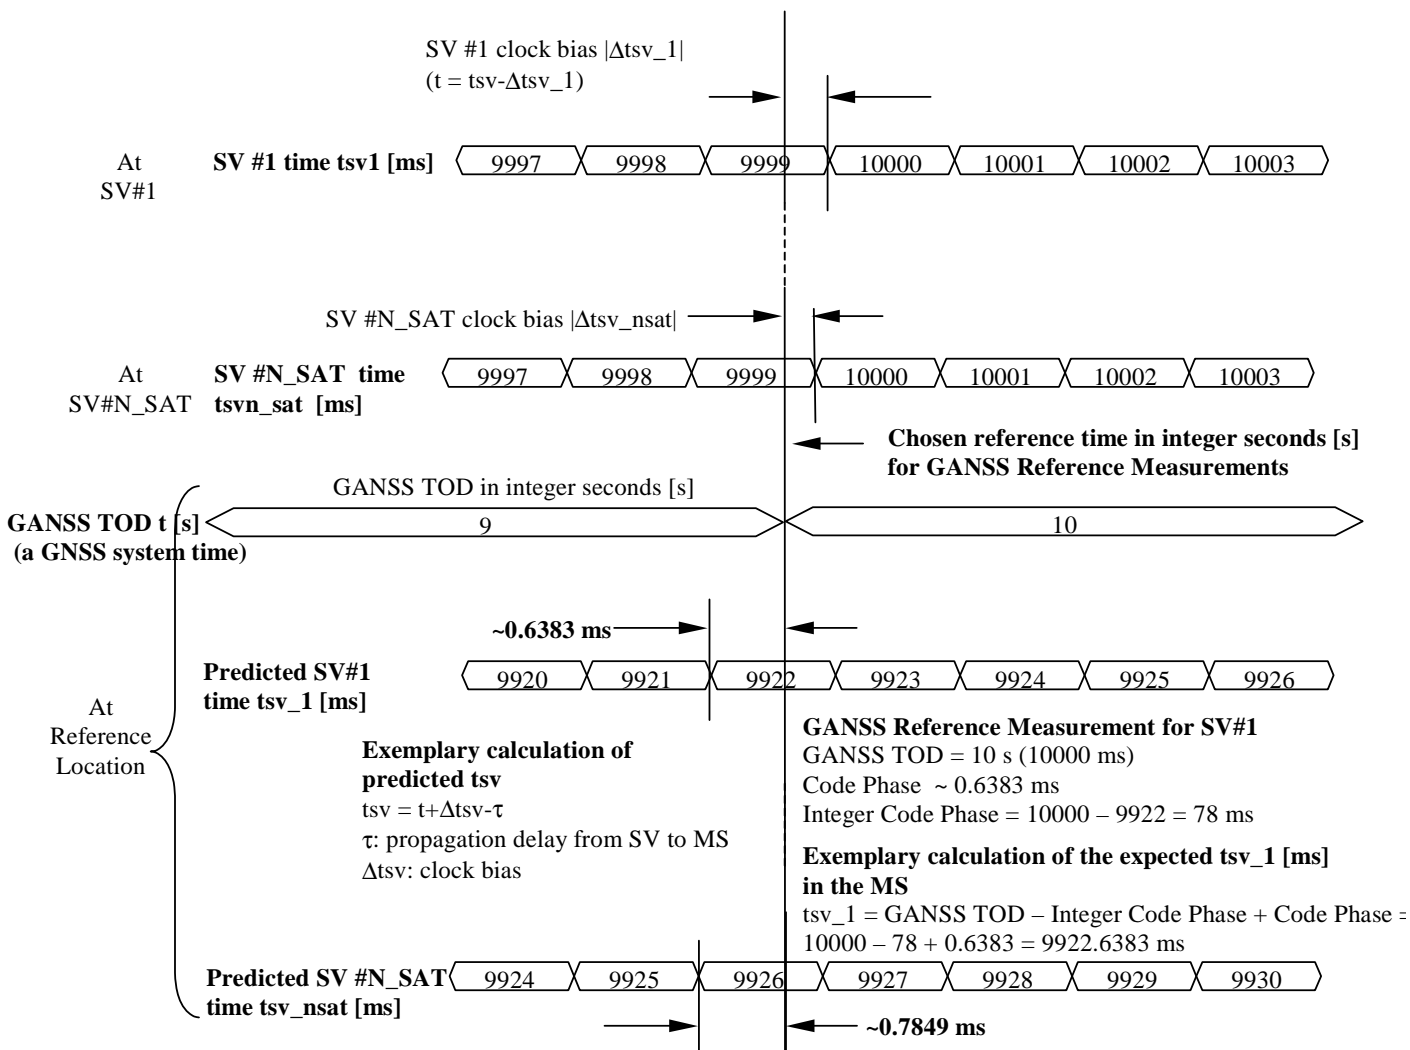 SV #1 clock bias |Δtsv_1|
(t = tsv-Δtsv_1)
At
SV#1
SV #1 time tsv1 [ms]
9997 9998 9999 10000 10001 10002 10003
SV #N_SAT clock bias |Δtsv_nsat|
At
SV#N_SAT
SV #N_SAT time
tsvn_sat [ms]
9997 9998 9999 10000 10001 10002 10003
Chosen reference time in integer seconds [s]
for GANSS Reference Measurements
GANSS TOD in integer seconds [s]
GANSS TOD t [s]
(a GNSS system time)
9 10
~0.6383 ms
Predicted SV#1
time tsv_1 [ms]
9920 9921 9922 9923 9924 9925 9926
At
Reference
Location
Exemplary calculation of
predicted tsv
tsv = t+Δtsv-τ
τ: propagation delay from SV to MS
Δtsv: clock bias
GANSS Reference Measurement for SV#1
GANSS TOD = 10 s (10000 ms)
Code Phase ~ 0.6383 ms
Integer Code Phase = 10000 – 9922 = 78 ms
Exemplary calculation of the expected tsv_1 [ms]
in the MS
tsv_1 = GANSS TOD – Integer Code Phase + Code Phase =
10000 – 78 + 0.6383 = 9922.6383 ms
Predicted SV #N_SAT
time tsv_nsat [ms]
9924 9925 9926 9927 9928 9929 9930
~0.7849 ms